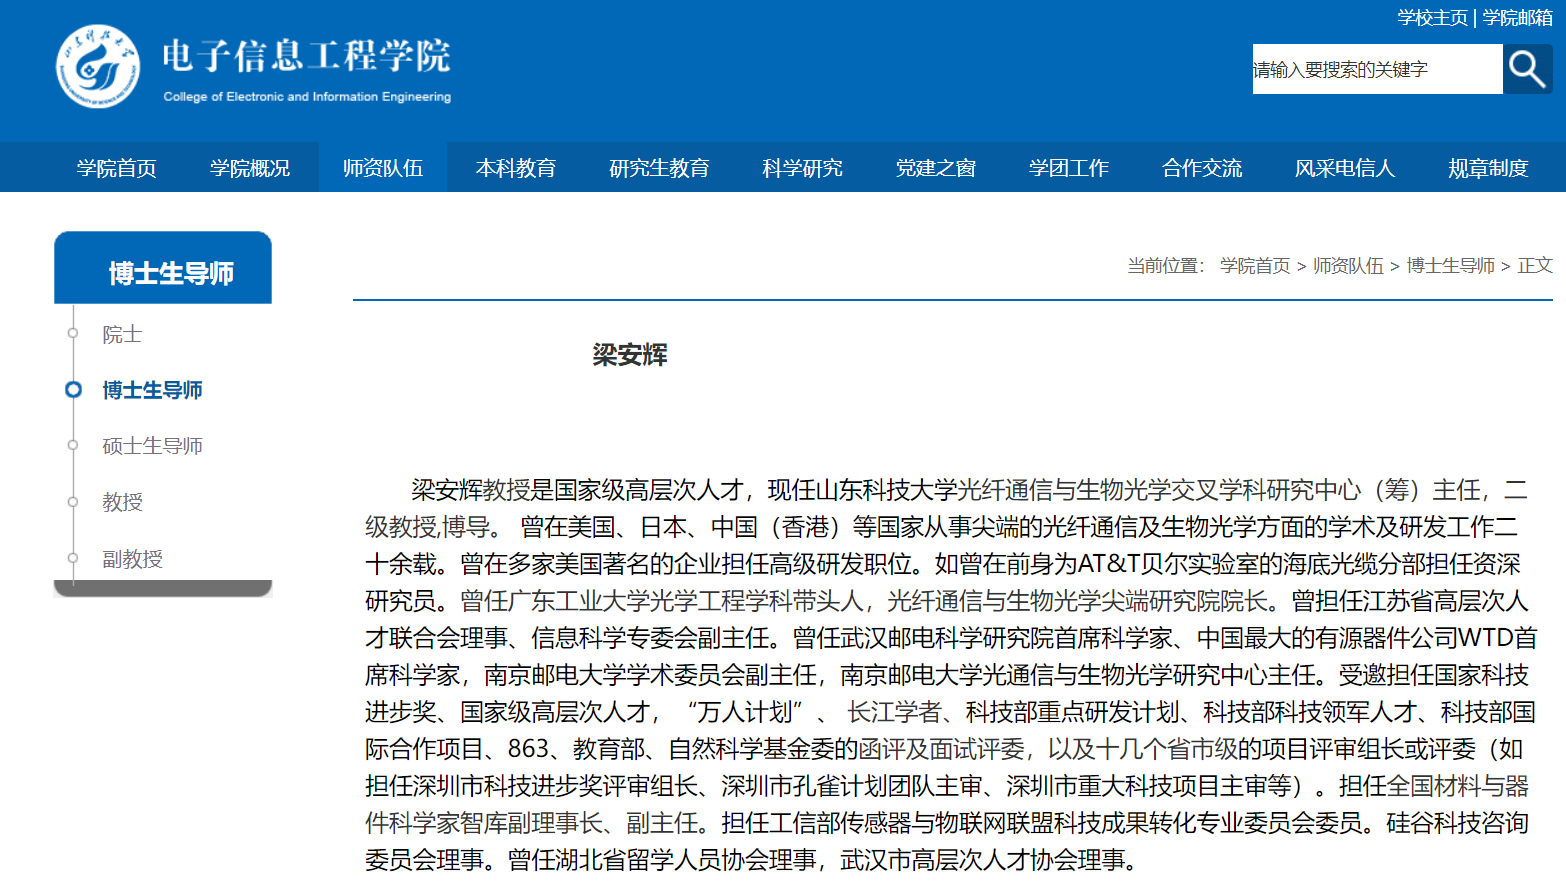 学校主页 | 学院邮箱
山东科技大学
电子信息工程学院
College of Electronic and Information Engineering
请输入要搜索的关键字
学院首页 学院概况 师资队伍 本科教育 研究生教育 科学研究 党建之窗 学团工作 合作交流 风采电信人 规章制度
博士生导师
院士
博士生导师
硕士生导师
教授
副教授
当前位置： 学院首页 > 师资队伍 > 博士生导师 > 正文
梁安辉
梁安辉教授是国家级高层次人才，现任山东科技大学光纤通信与生物光学交叉学科研究中心（筹）主任，二
级教授,博导。 曾在美国、日本、中国（香港）等国家从事尖端的光纤通信及生物光学方面的学术及研发工作二
十余载。曾在多家美国著名的企业担任高级研发职位。如曾在前身为AT&T贝尔实验室的海底光缆分部担任资深
研究员。曾任广东工业大学光学工程学科带头人，光纤通信与生物光学尖端研究院院长。曾担任江苏省高层次人
才联合会理事、信息科学专委会副主任。曾任武汉邮电科学研究院首席科学家、中国最大的有源器件公司WTD首
席科学家，南京邮电大学学术委员会副主任，南京邮电大学光通信与生物光学研究中心主任。受邀担任国家科技
进步奖、国家级高层次人才，“万人计划”、 长江学者、科技部重点研发计划、科技部科技领军人才、科技部国
际合作项目、863、教育部、自然科学基金委的函评及面试评委，以及十几个省市级的项目评审组长或评委（如
担任深圳市科技进步奖评审组长、深圳市孔雀计划团队主审、深圳市重大科技项目主审等）。担任全国材料与器
件科学家智库副理事长、副主任。担任工信部传感器与物联网联盟科技成果转化专业委员会委员。硅谷科技咨询
委员会理事。曾任湖北省留学人员协会理事，武汉市高层次人才协会理事。